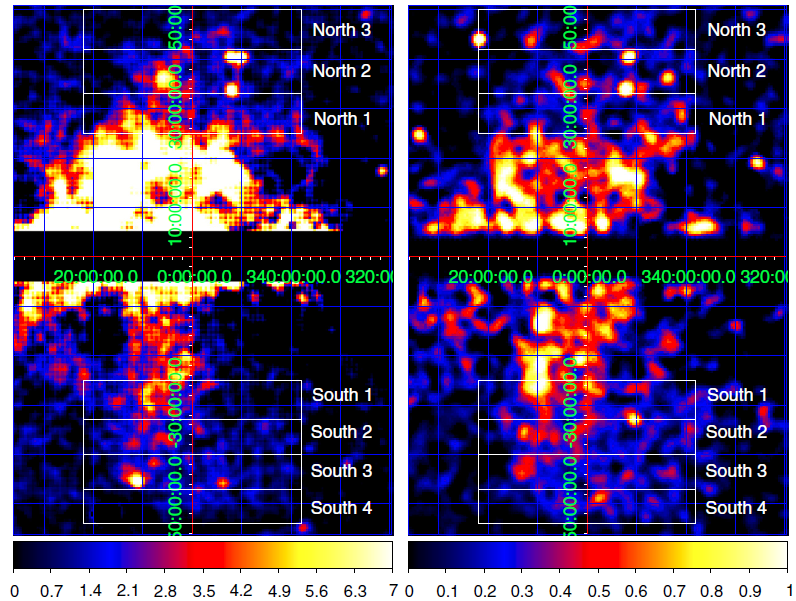 50:00:00.0
North 3
North 2
30:00:00.0
North 1
10:00:00.0
20:00:00.0 0:00:00.0 340:00:00.0 320:00
-30:00:00.0
South 1
South 2
South 3
South 4
0 0.7 1.4 2.1 2.8 3.5 4.2 4.9 5.6 6.3 7
North 3
North 2
30:00:00.0
North 1
10:00:00.0
20:00:00.0 0:00:00.0 340:00:00.0 320:0
-30:00:00.0
South 1
South 2
South 3
South 4
0 0.1 0.2 0.3 0.4 0.5 0.6 0.7 0.8 0.9 1